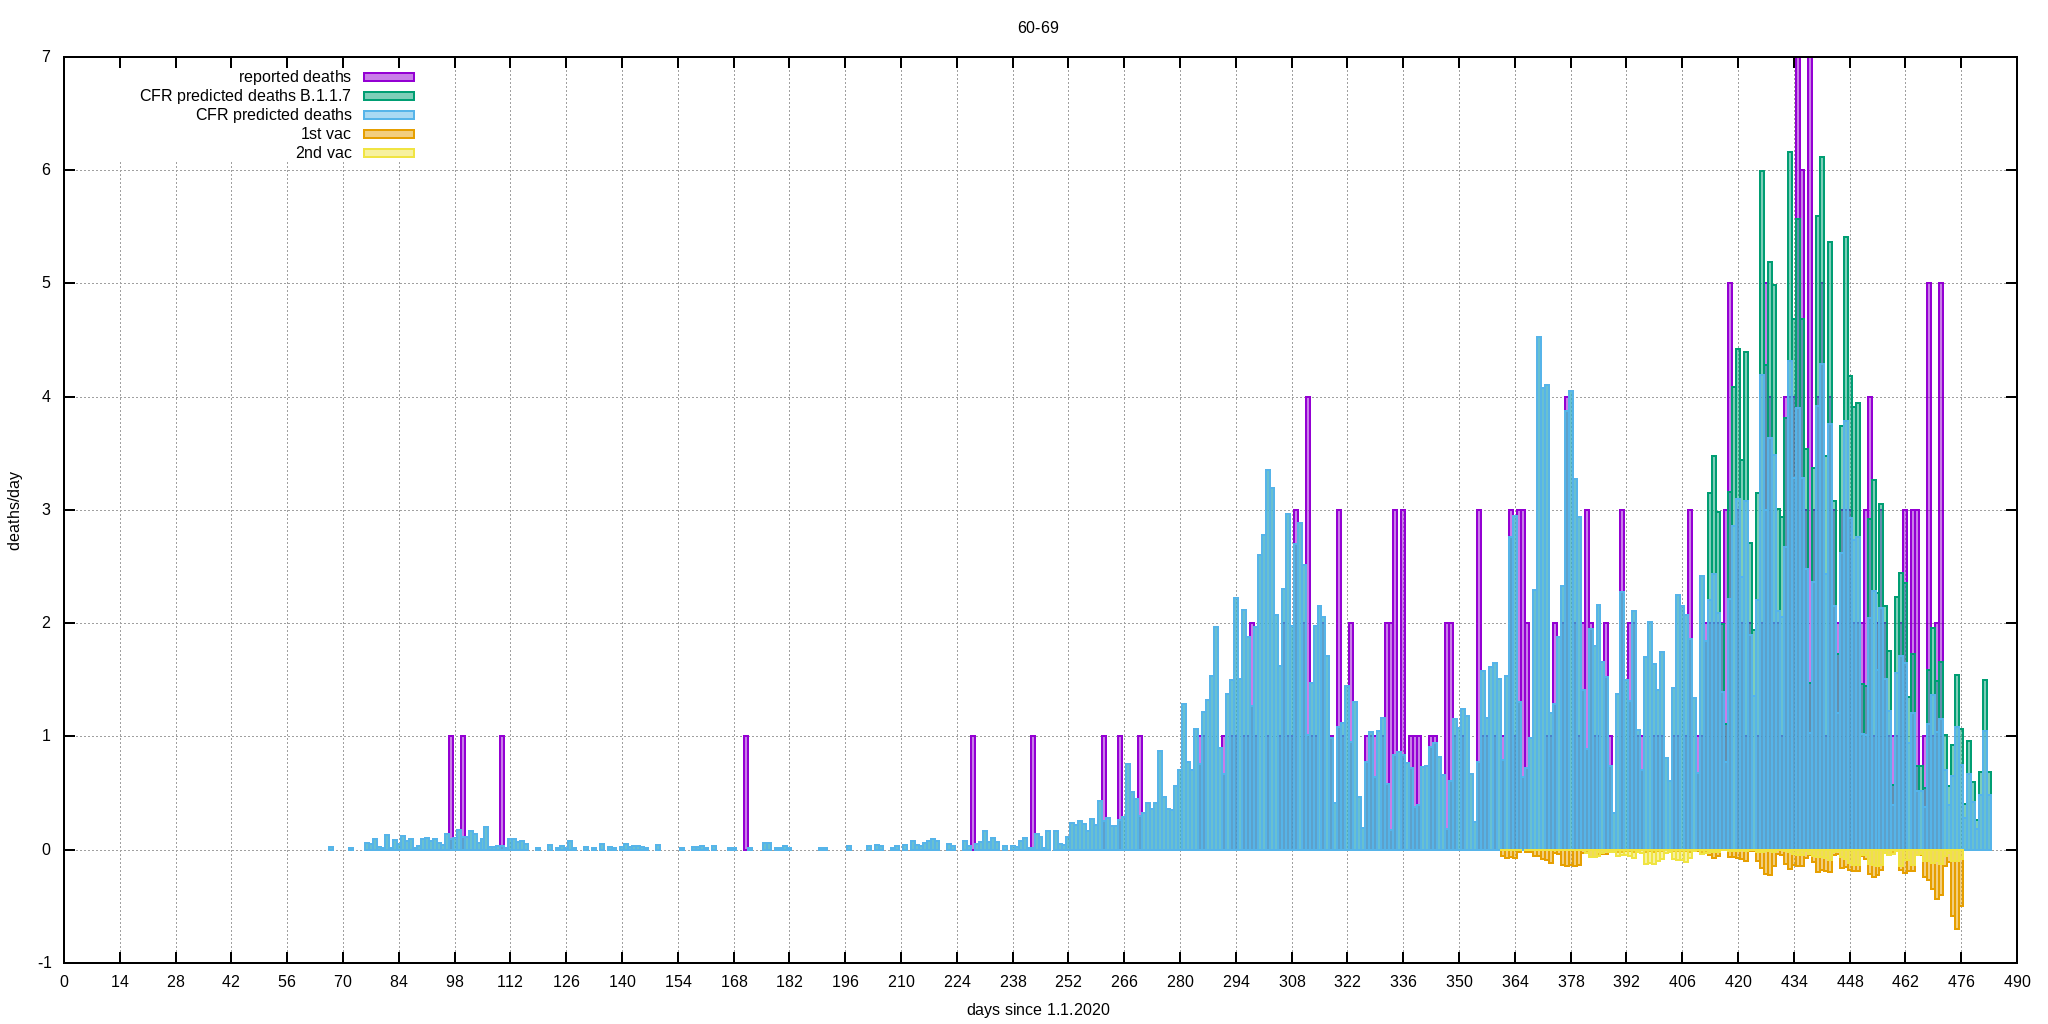 60-69
7
reported deaths
CFR predicted deaths B.1.1.7
CFR predicted deaths
1st vac
2nd vac
6
5
4
3
2
1
0
-1
deaths/day
0 14 28 42 56 70 84 98 112 126 140 154 168 182 196 210 224 238 252 266 280 294 308 322 336 350 364 378 392 406 420 434 448 462 476 490
days since 1.1.2020